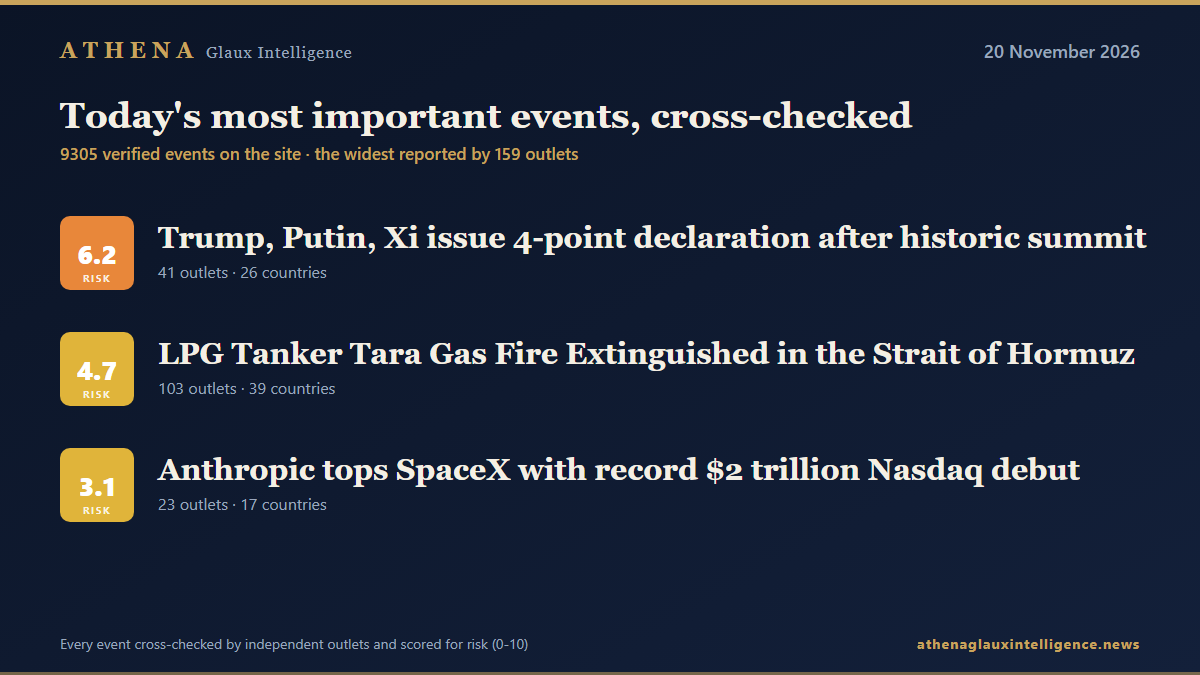 ATHENA Glaux Intelligence
20 November 2026
Today's most important events, cross-checked
9305 verified events on the site · the widest reported by 159 outlets
6.2
RISK
Trump, Putin, Xi issue 4-point declaration after historic summit
41 outlets · 26 countries
4.7
RISK
LPG Tanker Tara Gas Fire Extinguished in the Strait of Hormuz
103 outlets · 39 countries
3.1
RISK
Anthropic tops SpaceX with record $2 trillion Nasdaq debut
23 outlets · 17 countries
Every event cross-checked by independent outlets and scored for risk (0-10)
athenaglauxintelligence.news